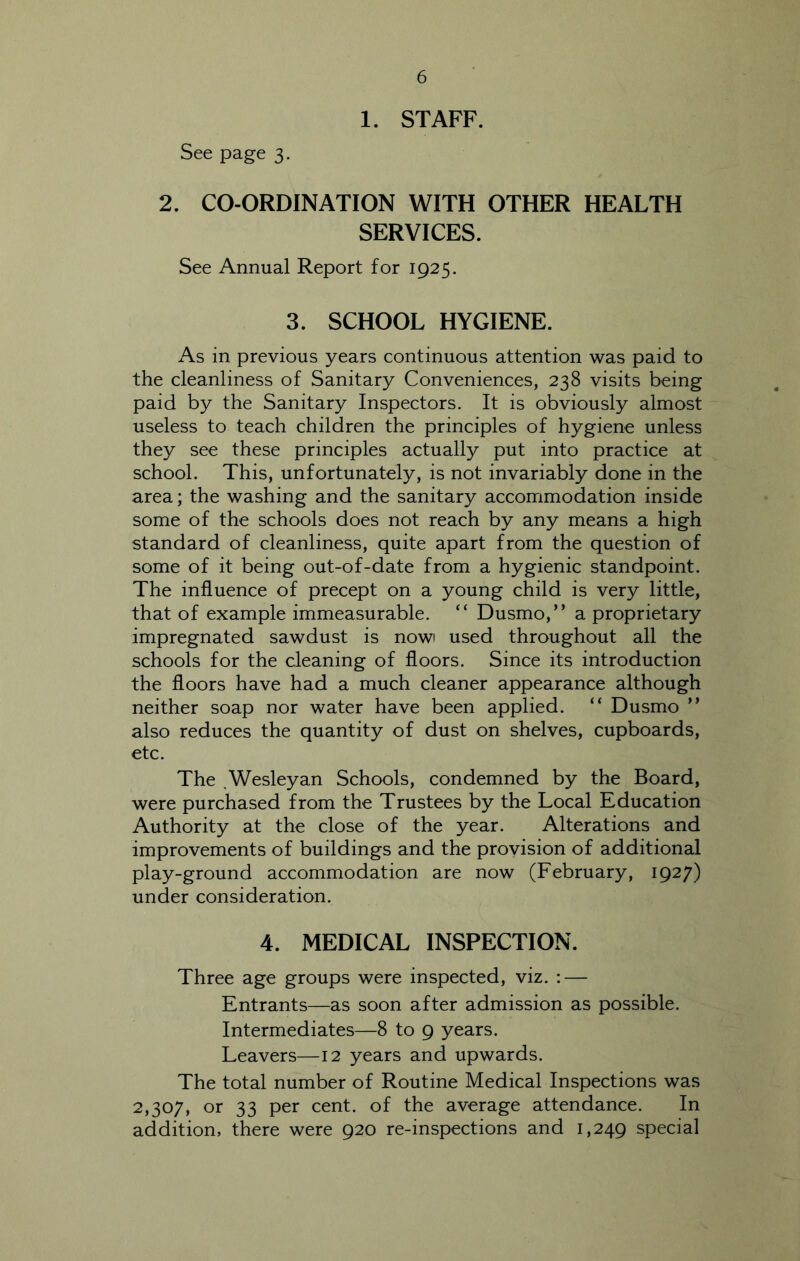 6
1. STAFF.
See page 3.
2. CO-ORDINATION WITH OTHER HEALTH
SERVICES.
See Annual Report for 1925.
3. SCHOOL HYGIENE.
As in previous years continuous attention was paid to
the cleanliness of Sanitary Conveniences, 238 visits being
paid by the Sanitary Inspectors. It is obviously almost
useless to teach children the principles of hygiene unless
they see these principles actually put into practice at
school. This, unfortunately, is not invariably done in the
area; the washing and the sanitary accommodation inside
some of the schools does not reach by any means a high
standard of cleanliness, quite apart from the question of
some of it being out-of-date from a hygienic standpoint.
The influence of precept on a young child is very little,
that of example immeasurable. “ Dusmo,” a proprietary
impregnated sawdust is now used throughout all the
schools for the cleaning of floors. Since its introduction
the floors have had a much cleaner appearance although
neither soap nor water have been applied. “ Dusmo ”
also reduces the quantity of dust on shelves, cupboards,
etc.
The Wesleyan Schools, condemned by the Board,
were purchased from the Trustees by the Local Education
Authority at the close of the year. Alterations and
improvements of buildings and the provision of additional
play-ground accommodation are now (February, 1927)
under consideration.
4. MEDICAL INSPECTION.
Three age groups were inspected, viz. :—
Entrants—as soon after admission as possible.
Intermediates—8 to 9 years.
Leavers—12 years and upwards.
The total number of Routine Medical Inspections was
2,307, or 33 per cent. of the average attendance. In
addition, there were 920 re-inspections and 1,249 special